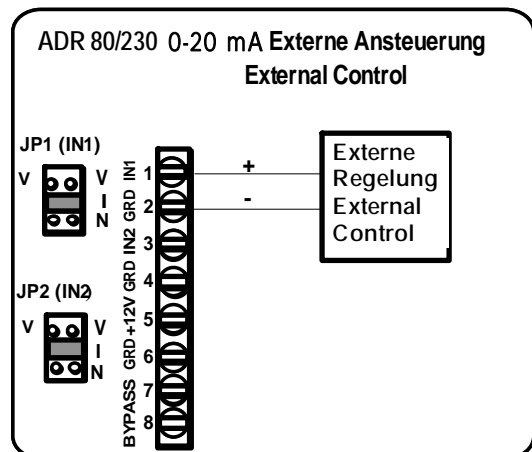 ADR 80/230 0-20 mA Externe Ansteuerung
External Control
JP1 (IN1)
V V
I
N
JP2 (IN2)
V V
I
N
IN1 1
GRD 2
IN2 3
GRD 4
+12V 5
GRD 6
BYPASS 7
8
+
-
Externe
Regelung
External
Control